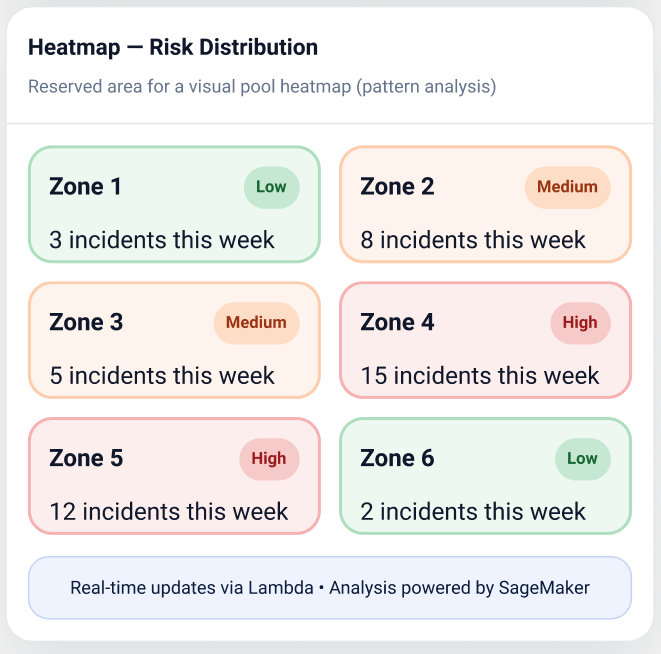 Heatmap — Risk Distribution
Reserved area for a visual pool heatmap (pattern analysis)
Zone 1
Low
3 incidents this week
Zone 2
Medium
8 incidents this week
Zone 3
Medium
5 incidents this week
Zone 4
High
15 incidents this week
Zone 5
High
12 incidents this week
Zone 6
Low
2 incidents this week
Real-time updates via Lambda • Analysis powered by SageMaker